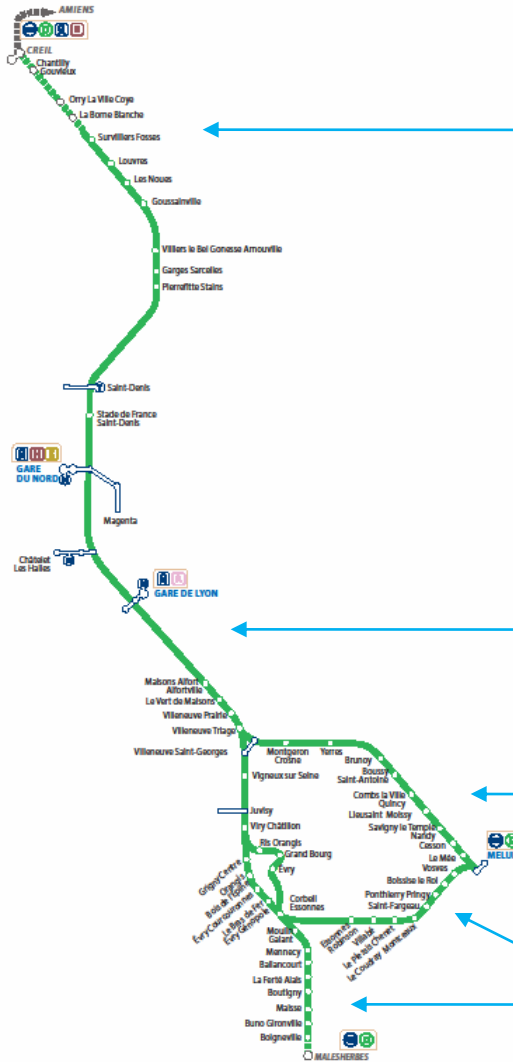 AMIENS
CREIL
Chantilly
Gouvieux
Orry La Ville Coye
La Borne Blanche
Survilliers Fosses
Louvres
Les Noues
Goussainville
Villiers le Bel Gonesse Arnouville
Garges Sarcelles
Pierrefitte Stains
Saint-Denis
Stade de France
Saint-Denis
GARE
DU NORD
Magenta
Châtelet
Les Halles
GARE DE LYON
Maisons Alfort
Alfortville
Le Vert de Maisons
Villeneuve Prairie
Villeneuve Triage
Villeneuve Saint-Georges
Montgeron
Crosne
Yerres
Brunoy
Boussy
Saint-Antoine
Combs la Ville
Quincy
Lieusaint Moissy
Savigny le Temple
Nandy
Cesson
Le Mée
MELU
Vosves
Boissise le Roi
Ponthierry Pringy
Saint-Fargeau
Vigneux sur Seine
Juvisy
Viry Châtillon
Ris Orangis
Grand Bourg
Evry
Grigny Centre
Orangis
Bois de l'Epine
Evry Courcouronnes
Le Bras de Fer
Evry Génopole
Corbeil
Essonnes
Essonnes
Robinson
Villabé
Le Plessis Chenet
Le Coudray Montceaux
Moulin
Galant
Mennecy
Ballancourt
La Ferté Alais
Boutigny
Maisse
Buno Gironville
Boigneville
MALESHERBES